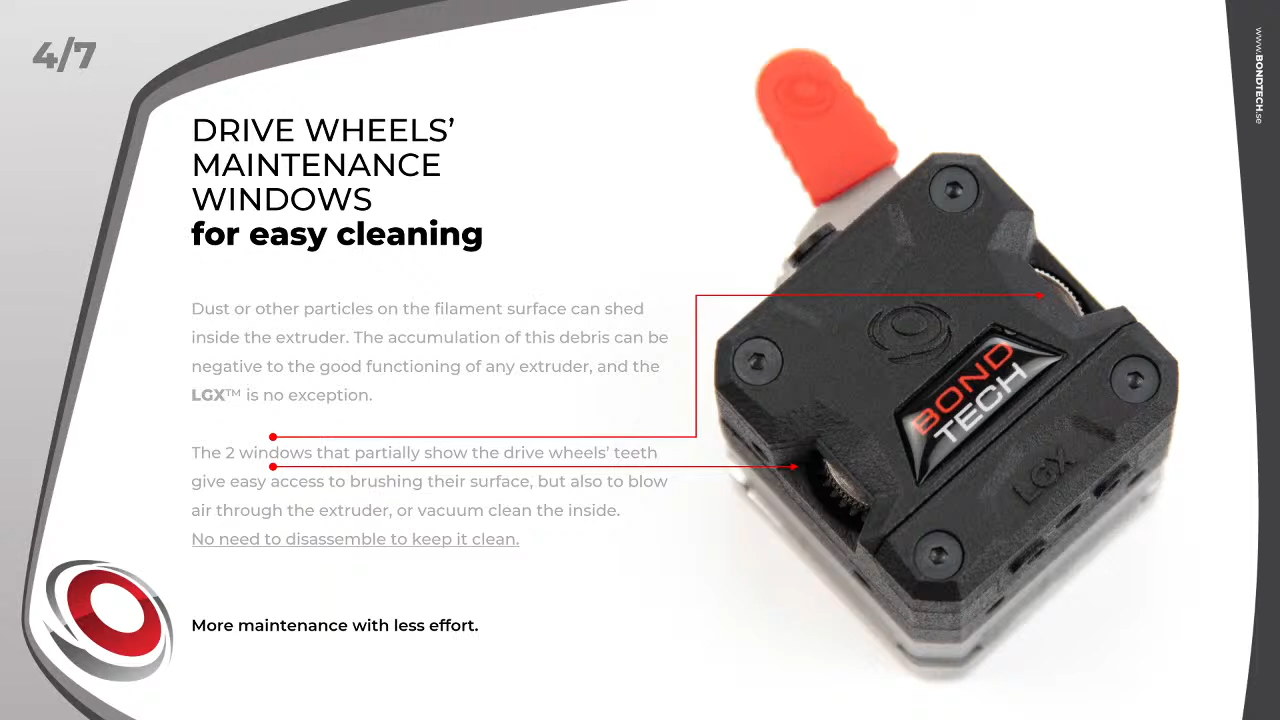 4/7
www.BONDTECH.se
DRIVE WHEELS’
MAINTENANCE
WINDOWS
for easy cleaning
Dust or other particles on the filament surface can shed
inside the extruder. The accumulation of this debris can be
negative to the good functioning of any extruder, and the
LGX™ is no exception.
The 2 windows that partially show the drive wheels’ teeth
give easy access to brushing their surface, but also to blow
air through the extruder, or vacuum clean the inside.
No need to disassemble to keep it clean.
More maintenance with less effort.
BOND
TECH
LGX